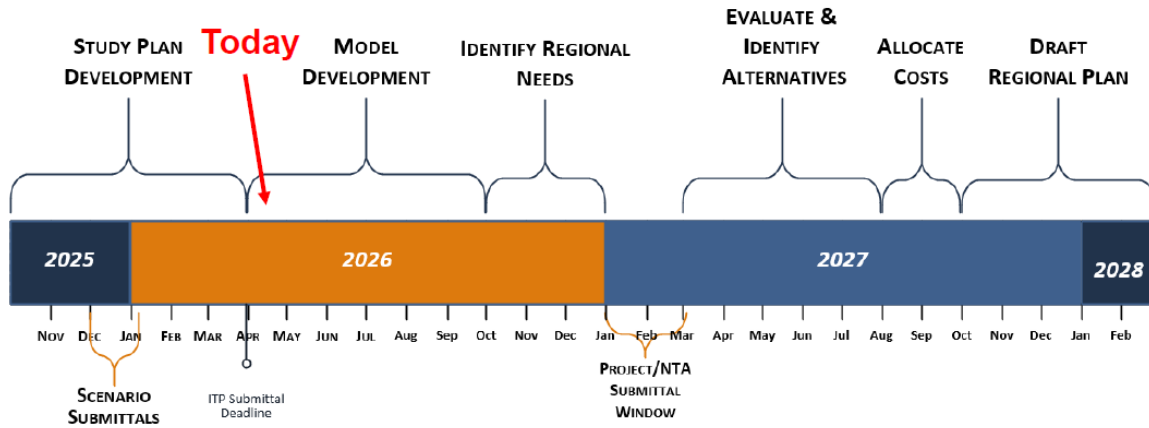 STUDY PLAN
DEVELOPMENT
Today
MODEL
DEVELOPMENT
IDENTIFY REGIONAL
NEEDS
EVALUATE &
IDENTIFY
ALTERNATIVES
ALLOCATE
COSTS
DRAFT
REGIONAL PLAN
2025
2026
2027
2028
NOV DEC JAN FEB MAR APR MAY JUN JUL Aug Sep Oct Nov Dec Jan Feb Mar Apr May Jun Jul Aug Sep Oct Nov Dec Jan Feb
SCENARIO
SUBMITTALS
ITP Submittal
Deadline
PROJECT/NTA
SUBMITTAL
WINDOW